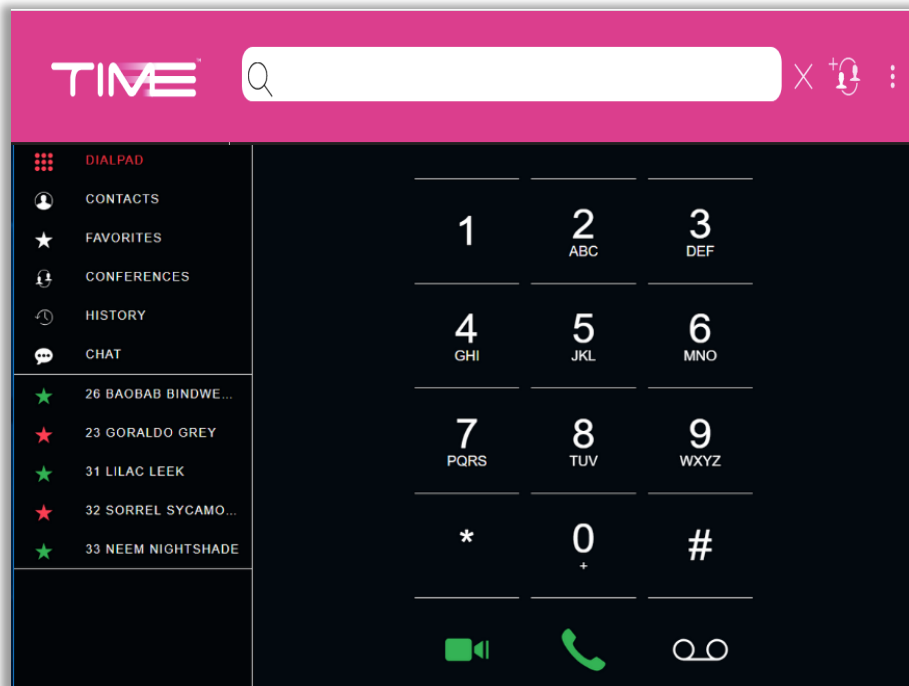 TIME
DIALPAD
CONTACTS
FAVORITES
CONFERENCES
HISTORY
CHAT
26 BAOBAB BINDWE...
23 GORALDO GREY
31 LILAC LEEK
32 SORREL SYCAMO...
33 NEEM NIGHTSHADE
1 2 3
ABC DEF
4 5 6
GHI JKL MNO
7 8 9
PQRS TUV WXYZ
* 0 #
+